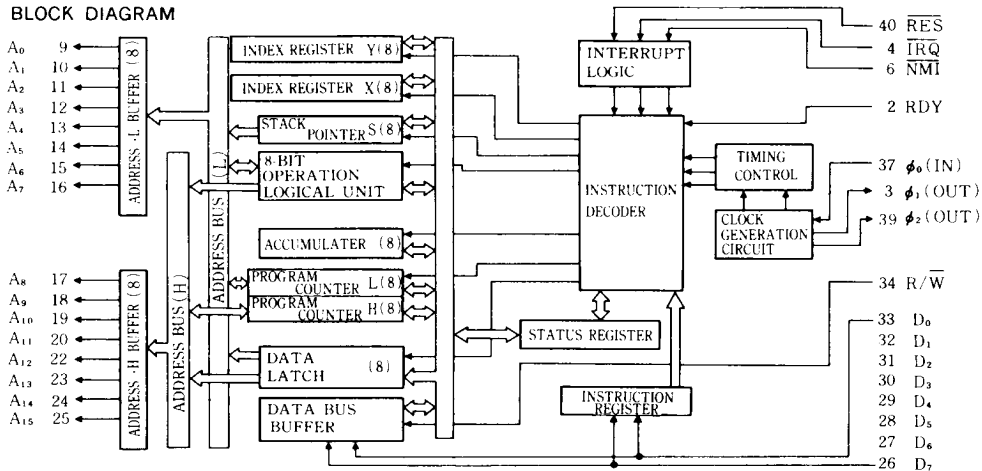 BLOCK DIAGRAM
A₀ 9
A₁ 10
A₂ 11
A₃ 12
A₄ 13
A₅ 14
A₆ 15
A₇ 16
ADDRESS -L BUFFER (8)
A₈ 17
A₉ 18
A₁₀ 19
A₁₁ 20
A₁₂ 22
A₁₃ 23
A₁₄ 24
A₁₅ 25
ADDRESS -H BUFFER (8)
ADDRESS BUS (H)
ADDRESS BUS (L)
INDEX REGISTER Y(8)
INDEX REGISTER X(8)
STACK
POINTER S(8)
8-BIT
OPERATION
LOGICAL UNIT
ACCUMULATER (8)
PROGRAM
COUNTER L(8)
PROGRAM
COUNTER H(8)
DATA
LATCH (8)
DATA BUS
BUFFER
INTERRUPT
LOGIC
INSTRUCTION
DECODER
TIMING
CONTROL
CLOCK
GENERATION
CIRCUIT
STATUS REGISTER
INSTRUCTION
REGISTER
40 R̅E̅S̅
4 I̅R̅Q̅
6 N̅M̅I̅
2 RDY
37 ϕ₀(IN)
3 ϕ₁(OUT)
39 ϕ₂(OUT)
34 R/W̅
33 D₀
32 D₁
31 D₂
30 D₃
29 D₄
28 D₅
27 D₆
26 D₇